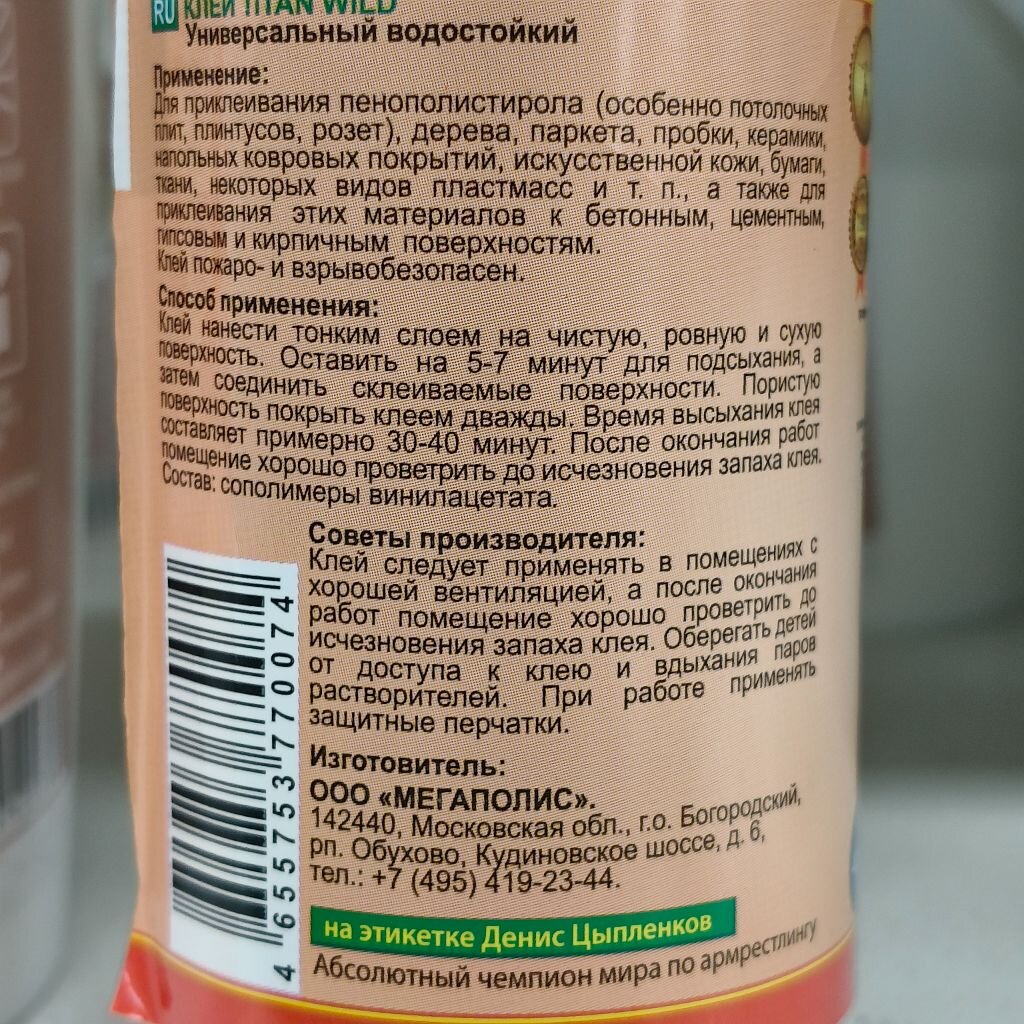 RU КЛЕЙ TITAN WILD
Универсальный водостойкий
Применение:
Для приклеивания пенополистирола (особенно потолочных
плит, плинтусов, розет), дерева, паркета, пробки, керамики,
напольных ковровых покрытий, искусственной кожи, бумаги,
ткани, некоторых видов пластмасс и т. п., а также для
приклеивания этих материалов к бетонным, цементным,
гипсовым и кирпичным поверхностям.
Клей пожаро- и взрывобезопасен.
Способ применения:
Клей нанести тонким слоем на чистую, ровную и сухую
поверхность. Оставить на 5-7 минут для подсыхания, а
затем соединить склеиваемые поверхности. Пористую
поверхность покрыть клеем дважды. Время высыхания клея
составляет примерно 30-40 минут. После окончания работ
помещение хорошо проветрить до исчезновения запаха клея.
Состав: сополимеры винилацетата.
Советы производителя:
Клей следует применять в помещениях с
хорошей вентиляцией, а после окончания
работ помещение хорошо проветрить до
исчезновения запаха клея. Оберегать детей
от доступа к клею и вдыхания паров
растворителей. При работе применять
защитные перчатки.
Изготовитель:
ООО «МЕГАПОЛИС».
142440, Московская обл., г.о. Богородский,
рп. Обухово, Кудиновское шоссе, д. 6,
тел.: +7 (495) 419-23-44.
4 655753 770074
на этикетке Денис Цыпленков
Абсолютный чемпион мира по армрестлингу